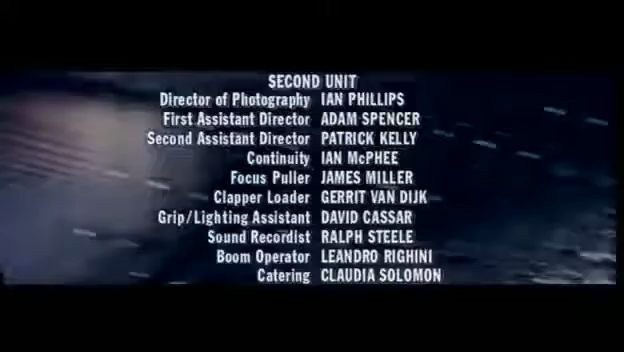 SECOND UNIT
Director of Photography IAN PHILLIPS
First Assistant Director ADAM SPENCER
Second Assistant Director PATRICK KELLY
Continuity IAN McPHEE
Focus Puller JAMES MILLER
Clapper Loader GERRIT VAN DIJK
Grip/Lighting Assistant DAVID CASSAR
Sound Recordist RALPH STEELE
Boom Operator LEANDRO RIGHINI
Catering CLAUDIA SOLOMON